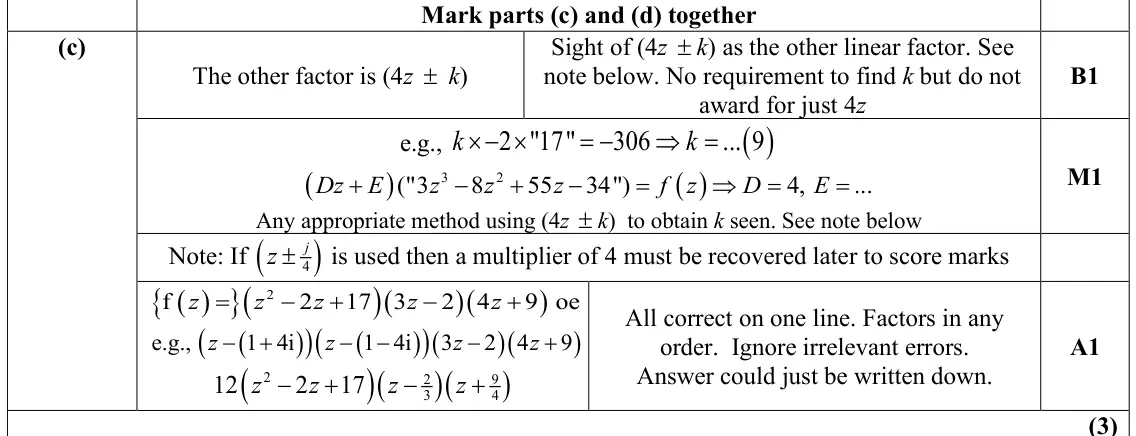 Mark parts (c) and (d) together
(c)
The other factor is (4z ± k)
Sight of (4z ± k) as the other linear factor. See
note below. No requirement to find k but do not
award for just 4z
B1
e.g., k × −2 × "17" = −306 ⇒ k = ...(9)
(Dz + E)("3z³ − 8z² + 55z − 34") = f(z) ⇒ D = 4, E = ...
Any appropriate method using (4z ± k) to obtain k seen. See note below
M1
Note: If (z ± j/4) is used then a multiplier of 4 must be recovered later to score marks
{f(z) =}(z² − 2z + 17)(3z − 2)(4z + 9) oe
e.g., (z − (1 + 4i))(z − (1 − 4i))(3z − 2)(4z + 9)
12(z² − 2z + 17)(z − 2/3)(z + 9/4)
All correct on one line. Factors in any
order. Ignore irrelevant errors.
Answer could just be written down.
A1
(3)